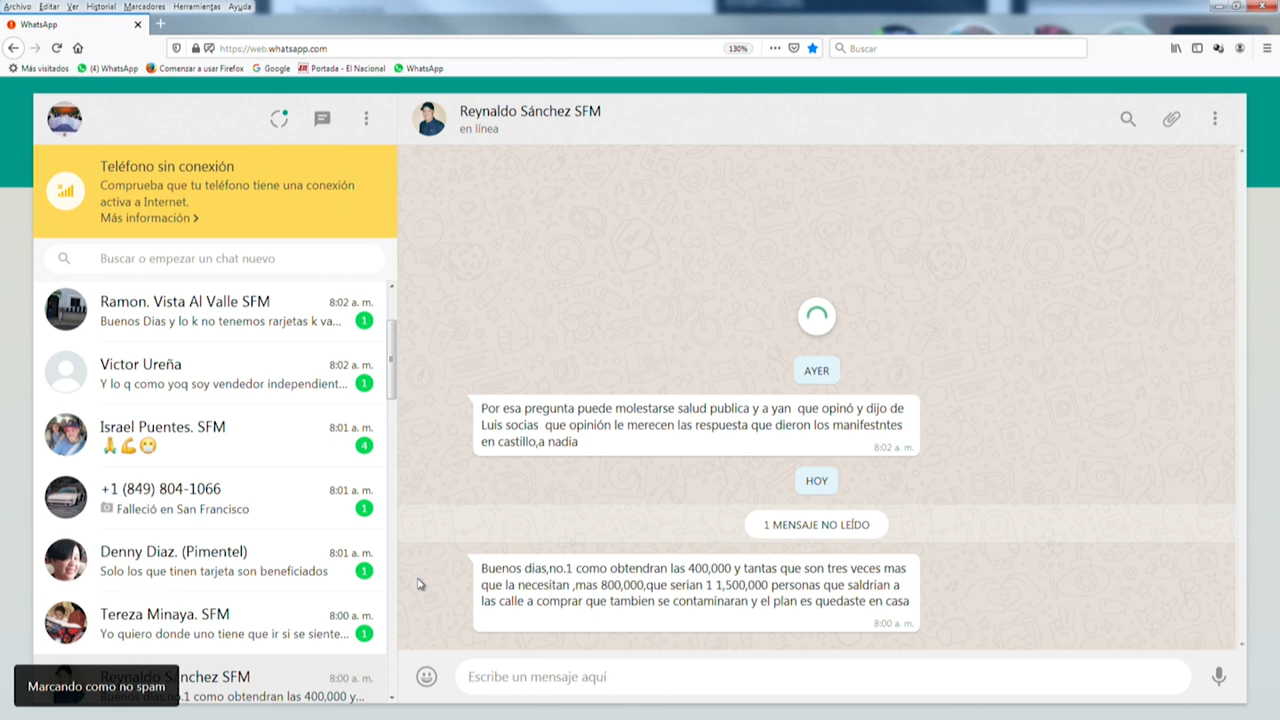 Archivo Editar Ver Historial Marcadores Herramientas Ayuda
WhatsApp
https://web.whatsapp.com
130%
Buscar
Más visitados
(4) WhatsApp
Comenzar a usar Firefox
Google
Portada - El Nacional
WhatsApp
Teléfono sin conexión
Comprueba que tu teléfono tiene una conexión
activa a Internet.
Más información
Buscar o empezar un chat nuevo
Ramon. Vista Al Valle SFM
8:02 a. m.
Buenos Dias y lo k no tenemos rarjetas k va...
1
Victor Ureña
8:02 a. m.
Y lo q como yoq soy vendedor independient...
1
Israel Puentes. SFM
8:01 a. m.
🙏💪😷
4
+1 (849) 804-1066
8:01 a. m.
Falleció en San Francisco
1
Denny Diaz. (Pimentel)
8:01 a. m.
Solo los que tinen tarjeta son beneficiados
1
Tereza Minaya. SFM
8:00 a. m.
Yo quiero donde uno tiene que ir si se siente...
1
Reynaldo Sánchez SFM
8:00 a. m.
Buenos dias,no.1 como obtendran las 400,000 y...
Marcando como no spam
Reynaldo Sánchez SFM
en línea
AYER
Por esa pregunta puede molestarse salud publica y a yan que opinó y dijo de
Luis socias que opinión le merecen las respuesta que dieron los manifestntes
en castillo,a nadia
8:02 a. m.
HOY
1 MENSAJE NO LEÍDO
Buenos dias,no.1 como obtendran las 400,000 y tantas que son tres veces mas
que la necesitan ,mas 800,000,que serian 1 1,500,000 personas que saldrian a
las calle a comprar que tambien se contaminaran y el plan es quedaste en casa
8:00 a. m.
Escribe un mensaje aquí